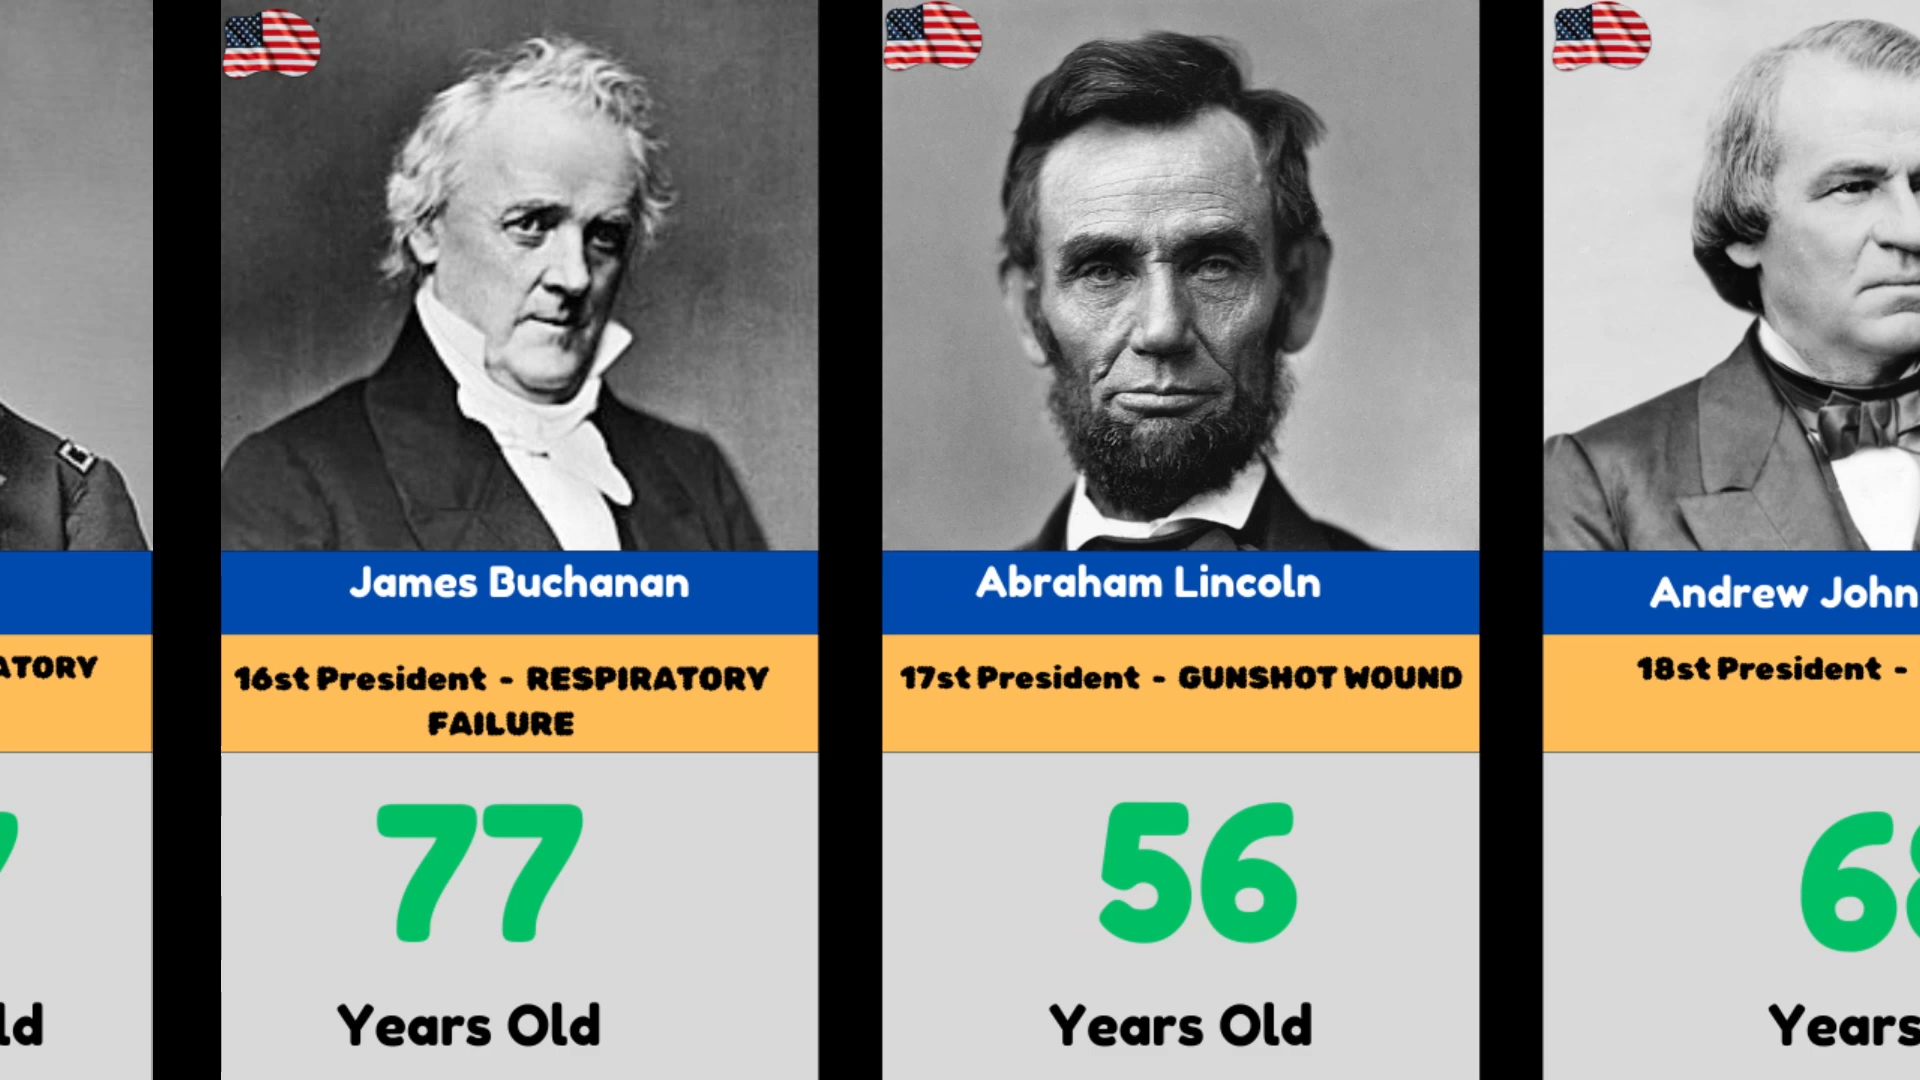 James Buchanan
Abraham Lincoln
Andrew John
ATORY
16st President - RESPIRATORY
FAILURE
17st President - GUNSHOT WOUND
18st President -
77
56
68
ld
Years Old
Years Old
Years